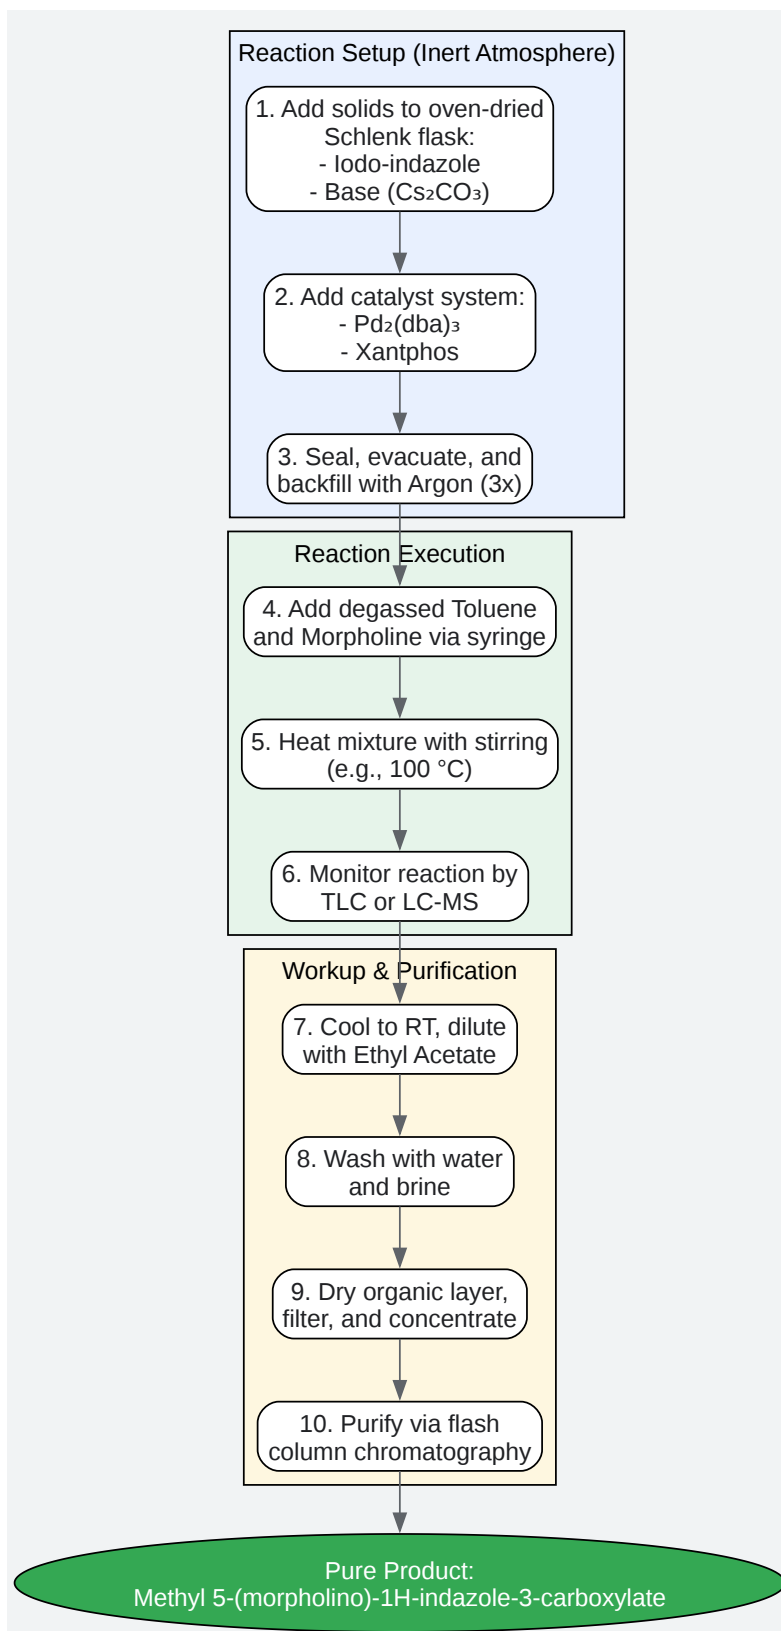 Reaction Setup (Inert Atmosphere)
1. Add solids to oven-dried
Schlenk flask:
- Iodo-indazole
- Base (Cs₂CO₃)
2. Add catalyst system:
- Pd₂(dba)₃
- Xantphos
3. Seal, evacuate, and
backfill with Argon (3x)
Reaction Execution
4. Add degassed Toluene
and Morpholine via syringe
5. Heat mixture with stirring
(e.g., 100 °C)
6. Monitor reaction by
TLC or LC-MS
Workup & Purification
7. Cool to RT, dilute
with Ethyl Acetate
8. Wash with water
and brine
9. Dry organic layer,
filter, and concentrate
10. Purify via flash
column chromatography
Pure Product:
Methyl 5-(morpholino)-1H-indazole-3-carboxylate